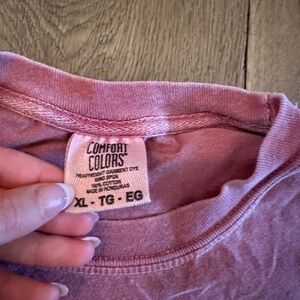 COMFORT
COLORS®
HEAVYWEIGHT GARMENT DYE
RING SPUN
100% COTTON
MADE IN HONDURAS
XL - TG - EG